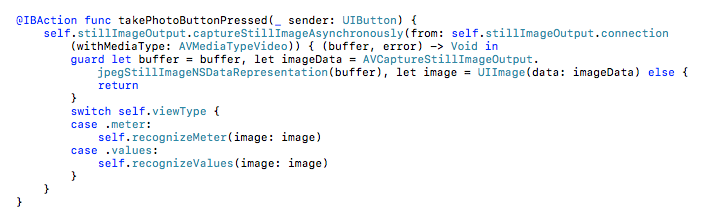 @IBAction func takePhotoButtonPressed(_ sender: UIButton) {
    self.stillImageOutput.captureStillImageAsynchronously(from: self.stillImageOutput.connection
        (withMediaType: AVMediaTypeVideo)) { (buffer, error) -> Void in
        guard let buffer = buffer, let imageData = AVCaptureStillImageOutput.
            jpegStillImageNSDataRepresentation(buffer), let image = UIImage(data: imageData) else {
            return
        }
        switch self.viewType {
        case .meter:
            self.recognizeMeter(image: image)
        case .values:
            self.recognizeValues(image: image)
        }
    }
}